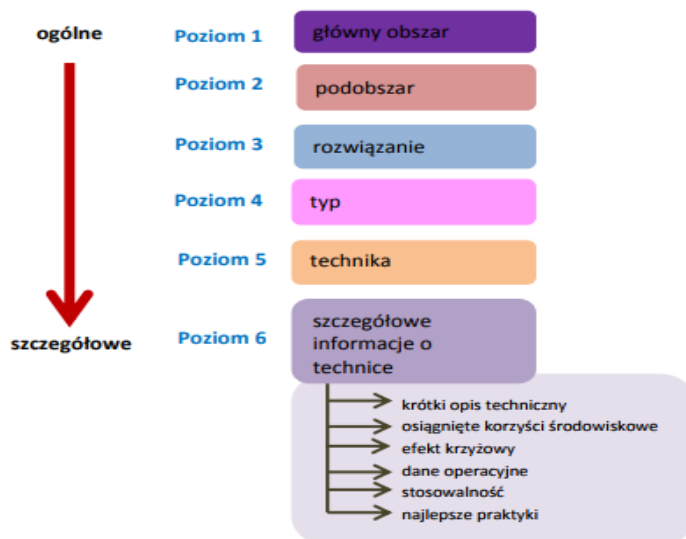 ogólne
Poziom 1
główny obszar
Poziom 2
podobszar
Poziom 3
rozwiązanie
Poziom 4
typ
Poziom 5
technika
szczegółowe
Poziom 6
szczegółowe
informacje o
technice
krótki opis techniczny
osiągnięte korzyści środowiskowe
efekt krzyżowy
dane operacyjne
stosowalność
najlepsze praktyki